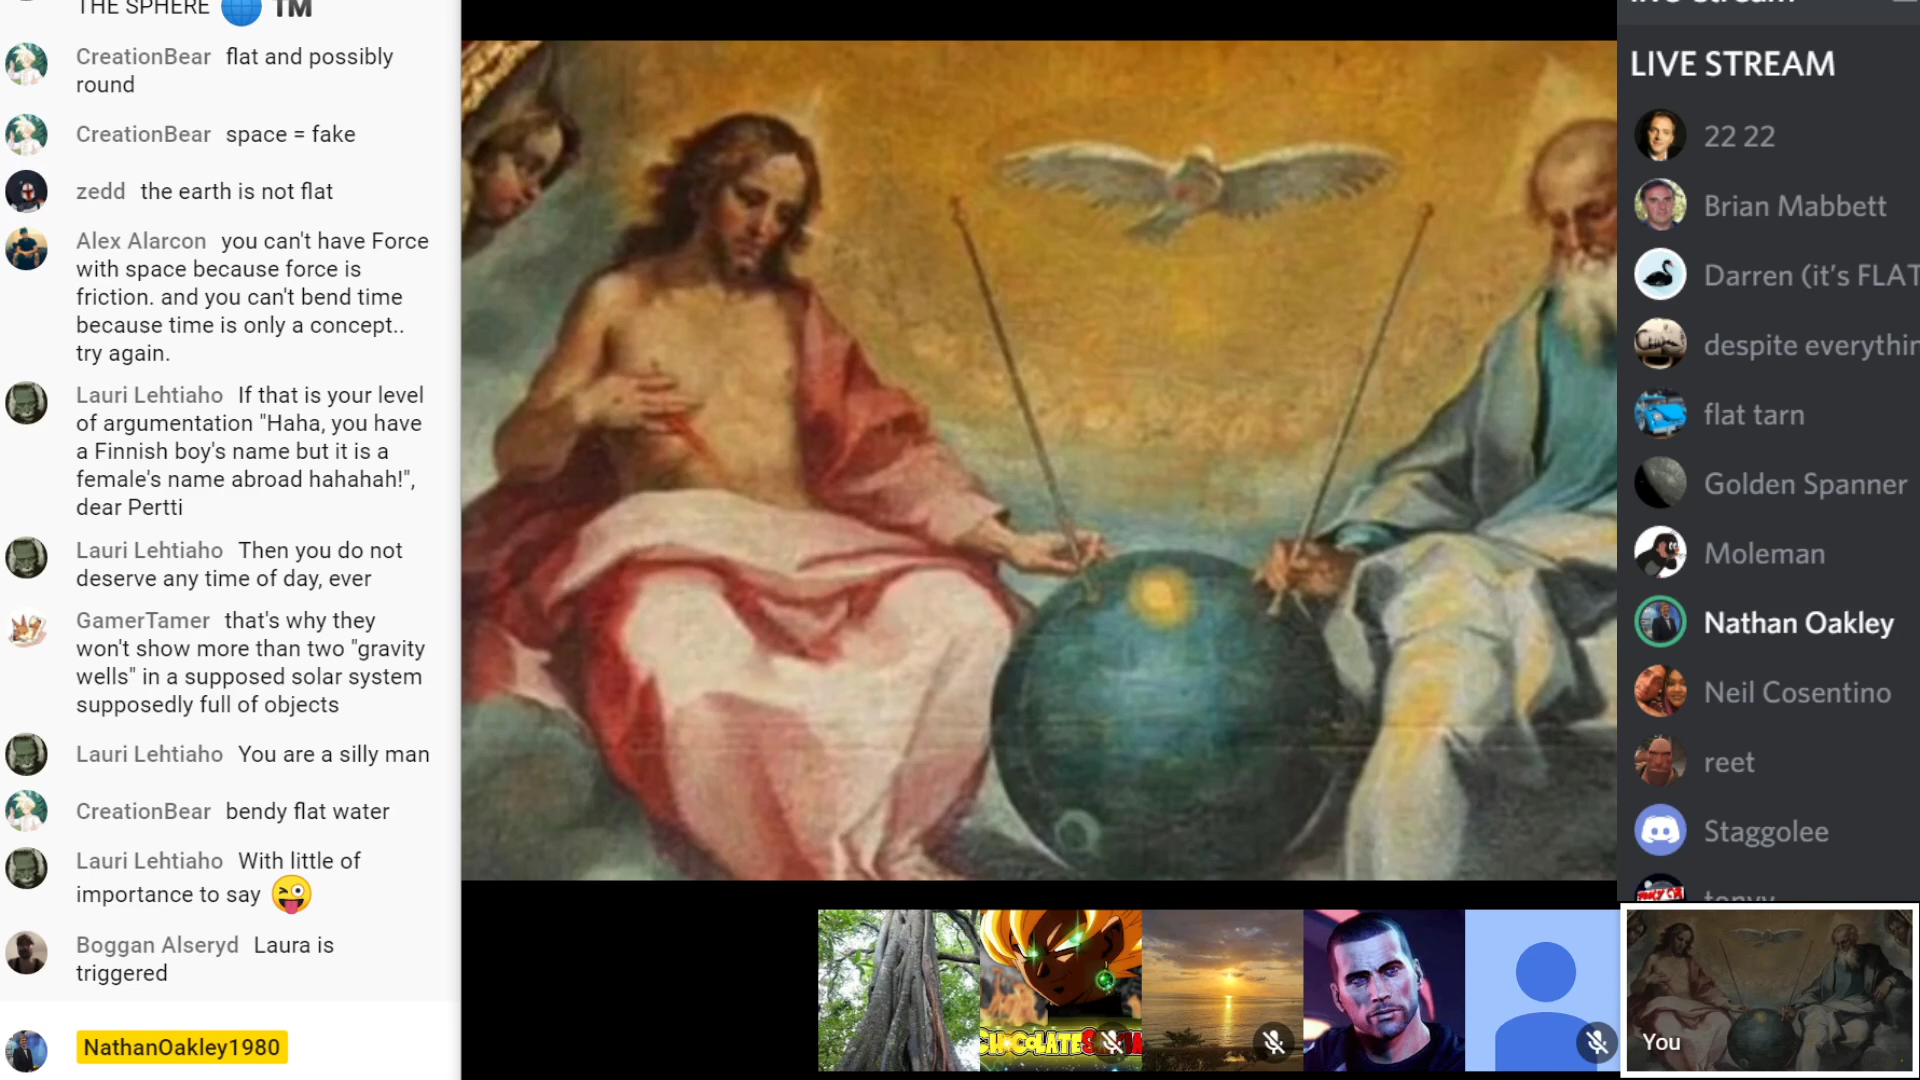 THE SPHERE TM
CreationBear flat and possibly
round
CreationBear space = fake
zedd the earth is not flat
Alex Alarcon you can't have Force
with space because force is
friction. and you can't bend time
because time is only a concept..
try again.
Lauri Lehtiaho If that is your level
of argumentation "Haha, you have
a Finnish boy's name but it is a
female's name abroad hahahah!",
dear Pertti
Lauri Lehtiaho Then you do not
deserve any time of day, ever
GamerTamer that's why they
won't show more than two "gravity
wells" in a supposed solar system
supposedly full of objects
Lauri Lehtiaho You are a silly man
CreationBear bendy flat water
Lauri Lehtiaho With little of
importance to say
Boggan Alseryd Laura is
triggered
NathanOakley1980
LIVE STREAM
22 22
Brian Mabbett
Darren (it's FLAT
despite everythin
flat tarn
Golden Spanner
Moleman
Nathan Oakley
Neil Cosentino
reet
Staggolee
You